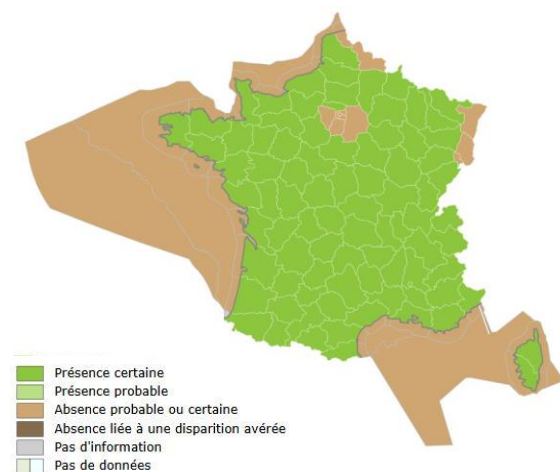 Présence certaine
Présence probable
Absence probable ou certaine
Absence liée à une disparition avérée
Pas d'information
Pas de données